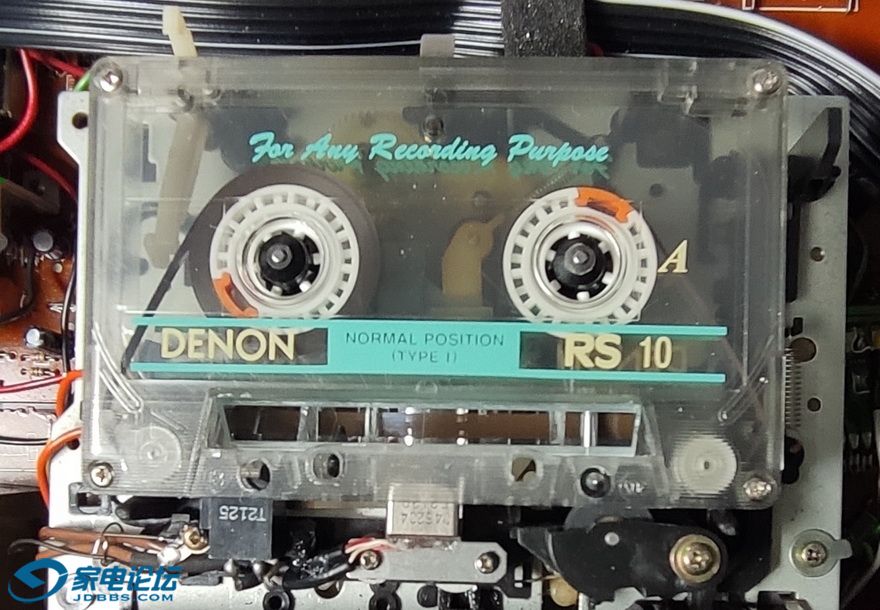 For Any Recording Purpose
A
DENON
NORMAL POSITION
(TYPE I)
RS 10
T2125
家电论坛
JDBBS.COM